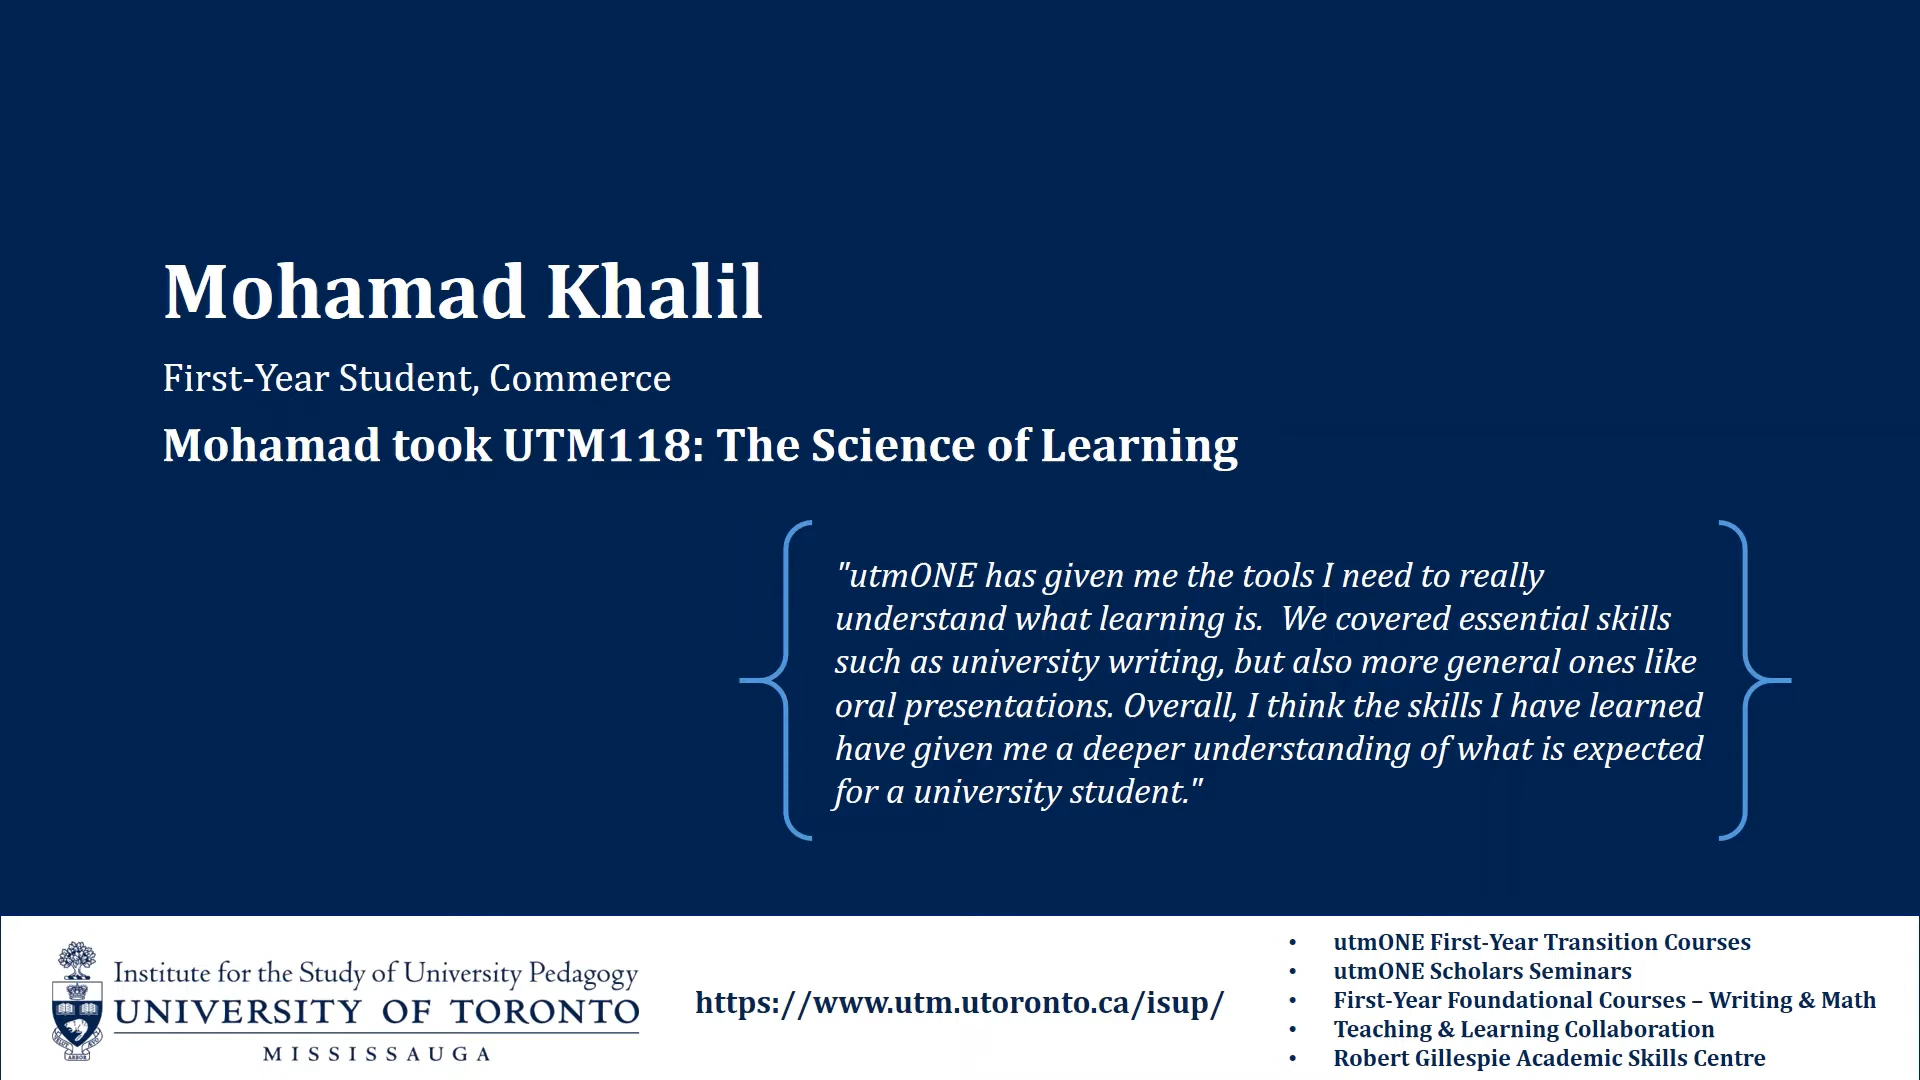 Mohamad Khalil
First-Year Student, Commerce
Mohamad took UTM118: The Science of Learning
"utmONE has given me the tools I need to really
understand what learning is.  We covered essential skills
such as university writing, but also more general ones like
oral presentations. Overall, I think the skills I have learned
have given me a deeper understanding of what is expected
for a university student."
Institute for the Study of University Pedagogy
UNIVERSITY OF TORONTO
MISSISSAUGA
https://www.utm.utoronto.ca/isup/
• utmONE First-Year Transition Courses
• utmONE Scholars Seminars
• First-Year Foundational Courses – Writing & Math
• Teaching & Learning Collaboration
• Robert Gillespie Academic Skills Centre